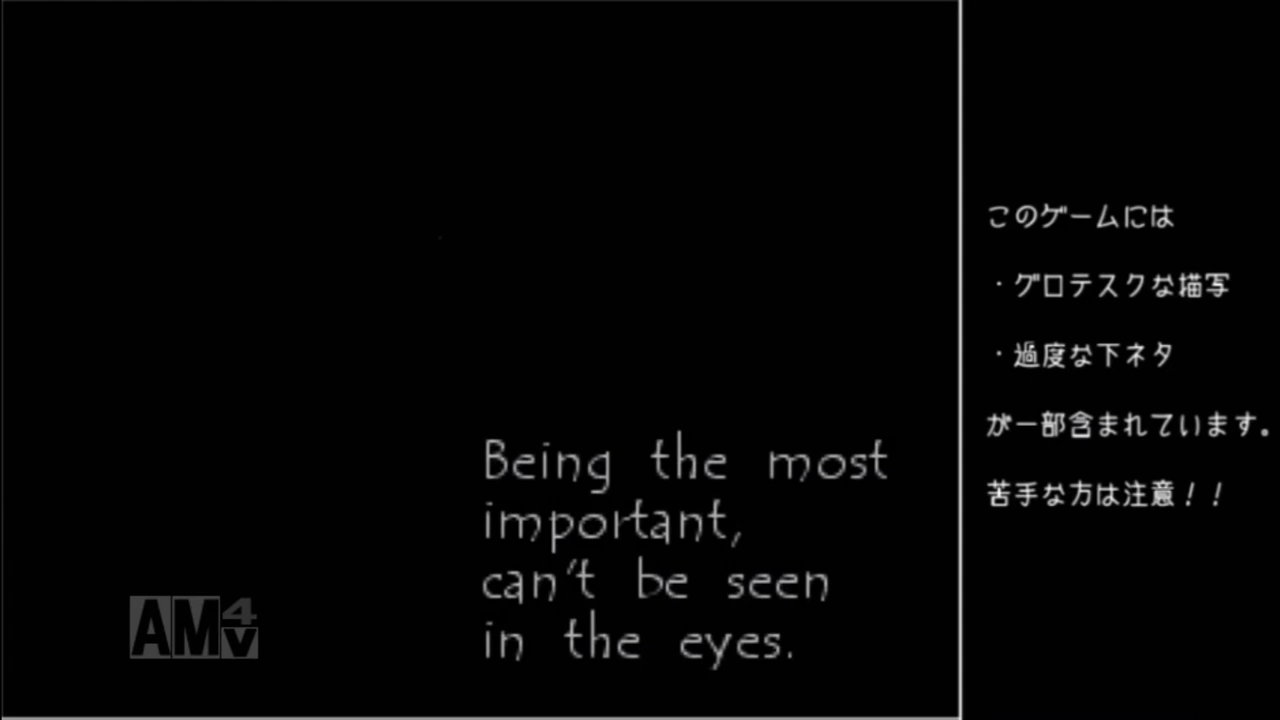 Being the most
important,
can't be seen
in the eyes.
AM4V
このゲームには
・グロテスクな描写
・過度な下ネタ
が一部含まれています。
苦手な方は注意！！